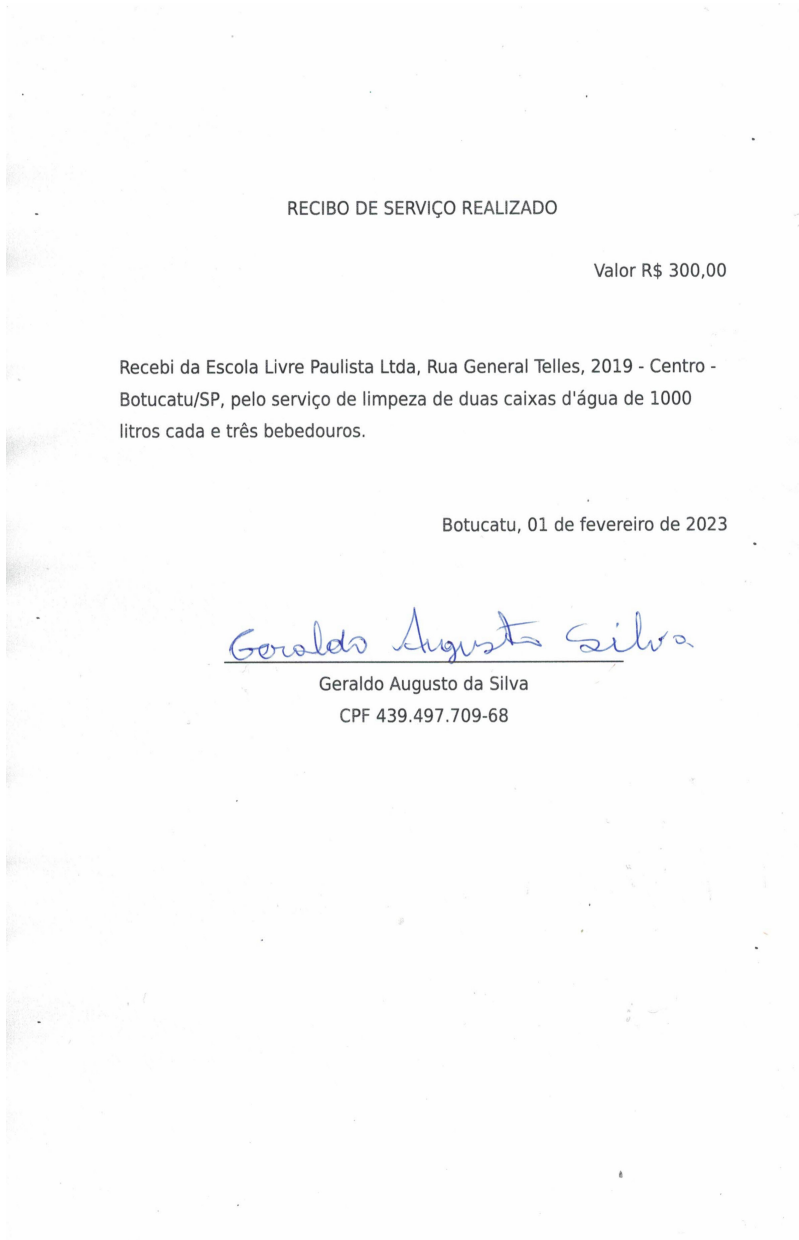 RECIBO DE SERVIÇO REALIZADO
Valor R$ 300,00
Recebi da Escola Livre Paulista Ltda, Rua General Telles, 2019 - Centro -
Botucatu/SP, pelo serviço de limpeza de duas caixas d'água de 1000
litros cada e três bebedouros.
Botucatu, 01 de fevereiro de 2023
Geraldo Augusto Silva
Geraldo Augusto da Silva
CPF 439.497.709-68